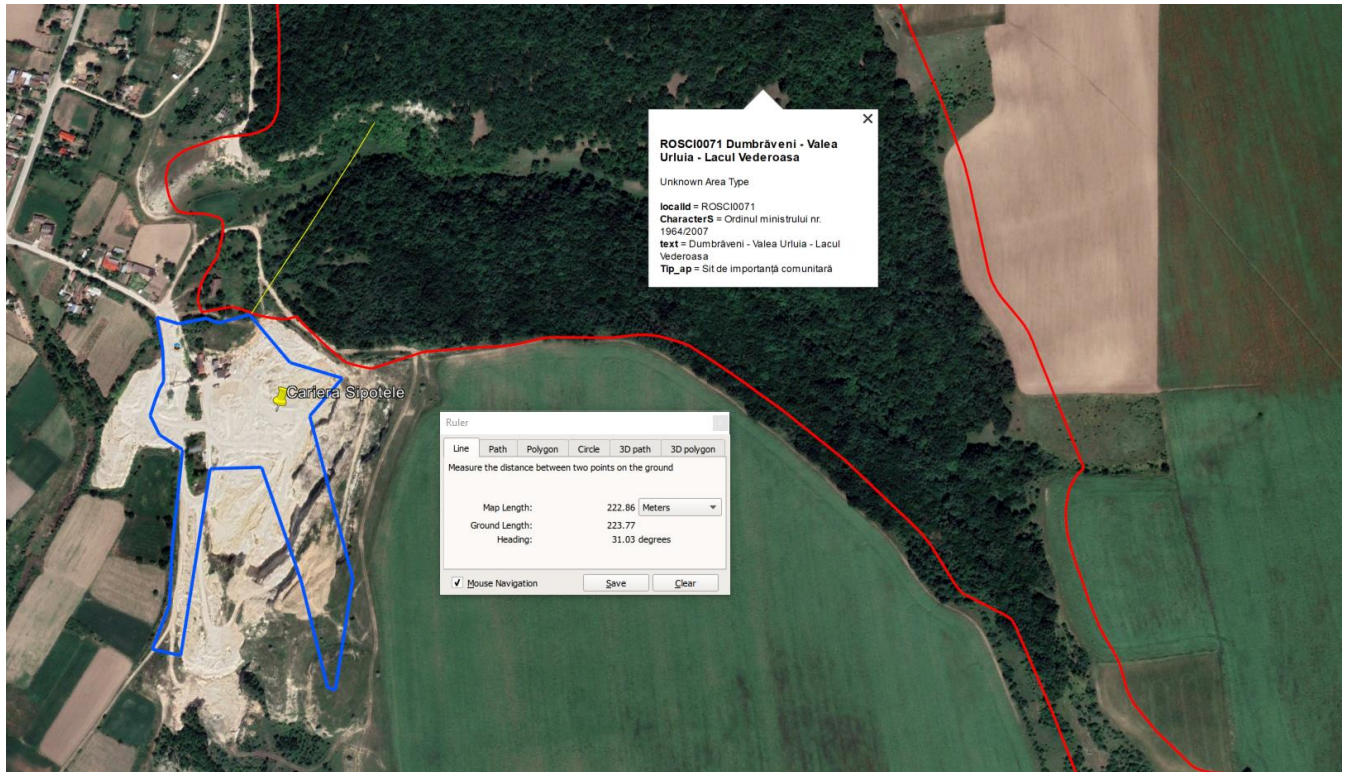 ROSCI0071 Dumbrăveni - Valea
Urluia - Lacul Vederoasa
Unknown Area Type
localId = ROSCI0071
CharacterS = Ordinul ministrului nr.
1964/2007
text = Dumbrăveni - Valea Urluia - Lacul
Vederoasa
Tip_ap = Sit de importanță comunitară
Cariera Sipotele
Ruler
Line Path Polygon Circle 3D path 3D polygon
Measure the distance between two points on the ground
Map Length: 222.86 Meters
Ground Length: 223.77
Heading: 31.03 degrees
Mouse Navigation Save Clear